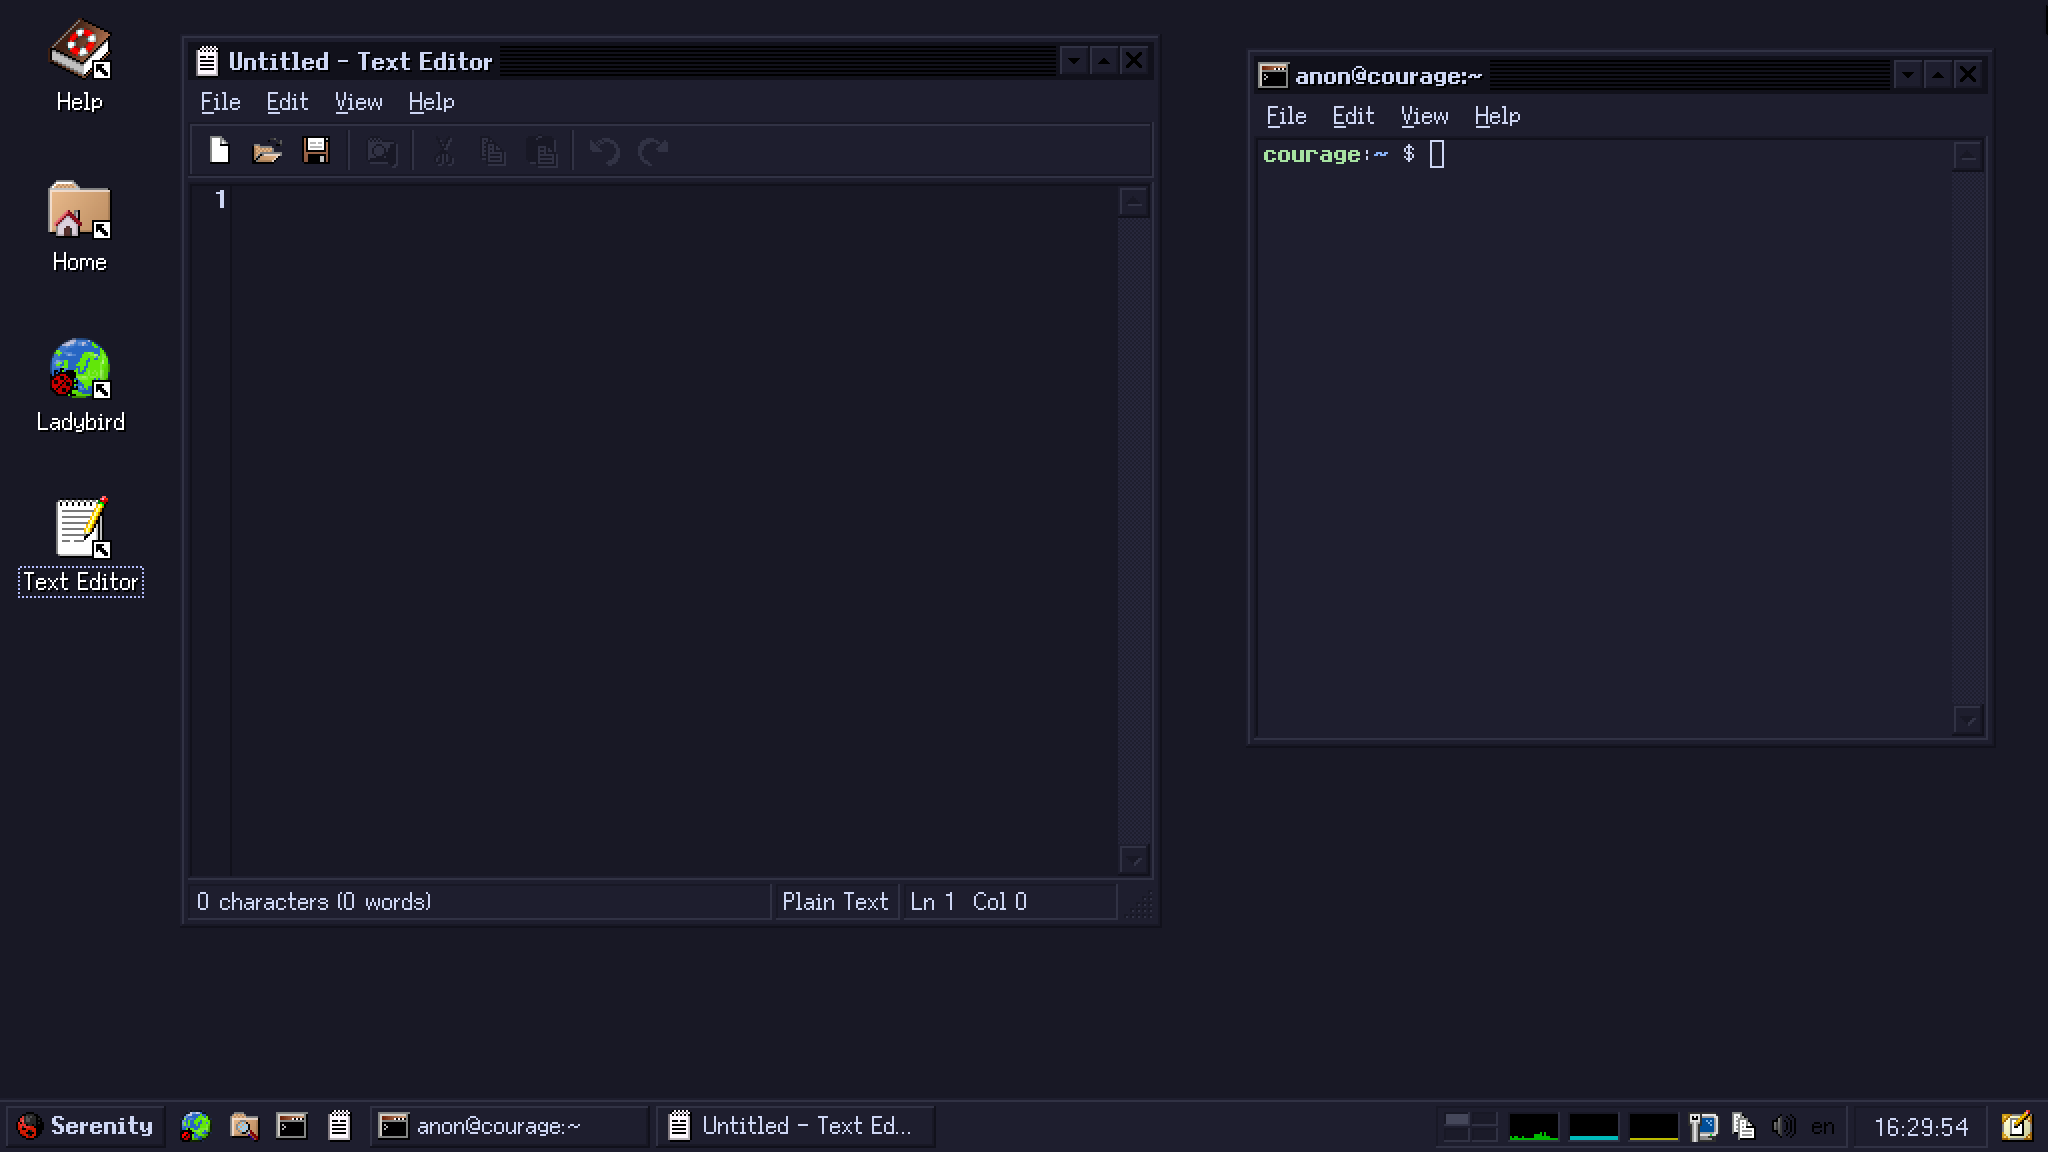 Help
Home
Ladybird
Text Editor
Untitled - Text Editor
File Edit View Help
1
0 characters (0 words)
Plain Text
Ln 1 Col 0
anon@courage:~
File Edit View Help
courage:~ $
Serenity
anon@courage:~
Untitled - Text Ed...
en
16:29:54